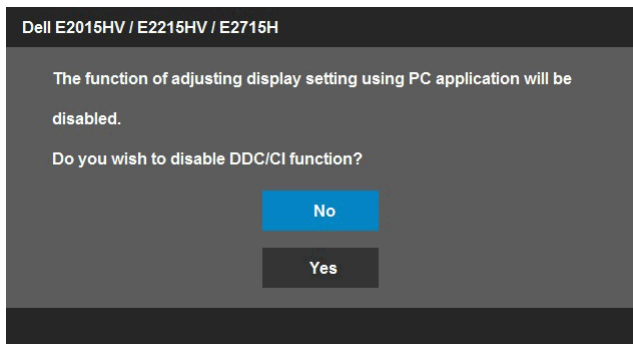 Dell E2015HV / E2215HV / E2715H
The function of adjusting display setting using PC application will be
disabled.
Do you wish to disable DDC/CI function?
No
Yes